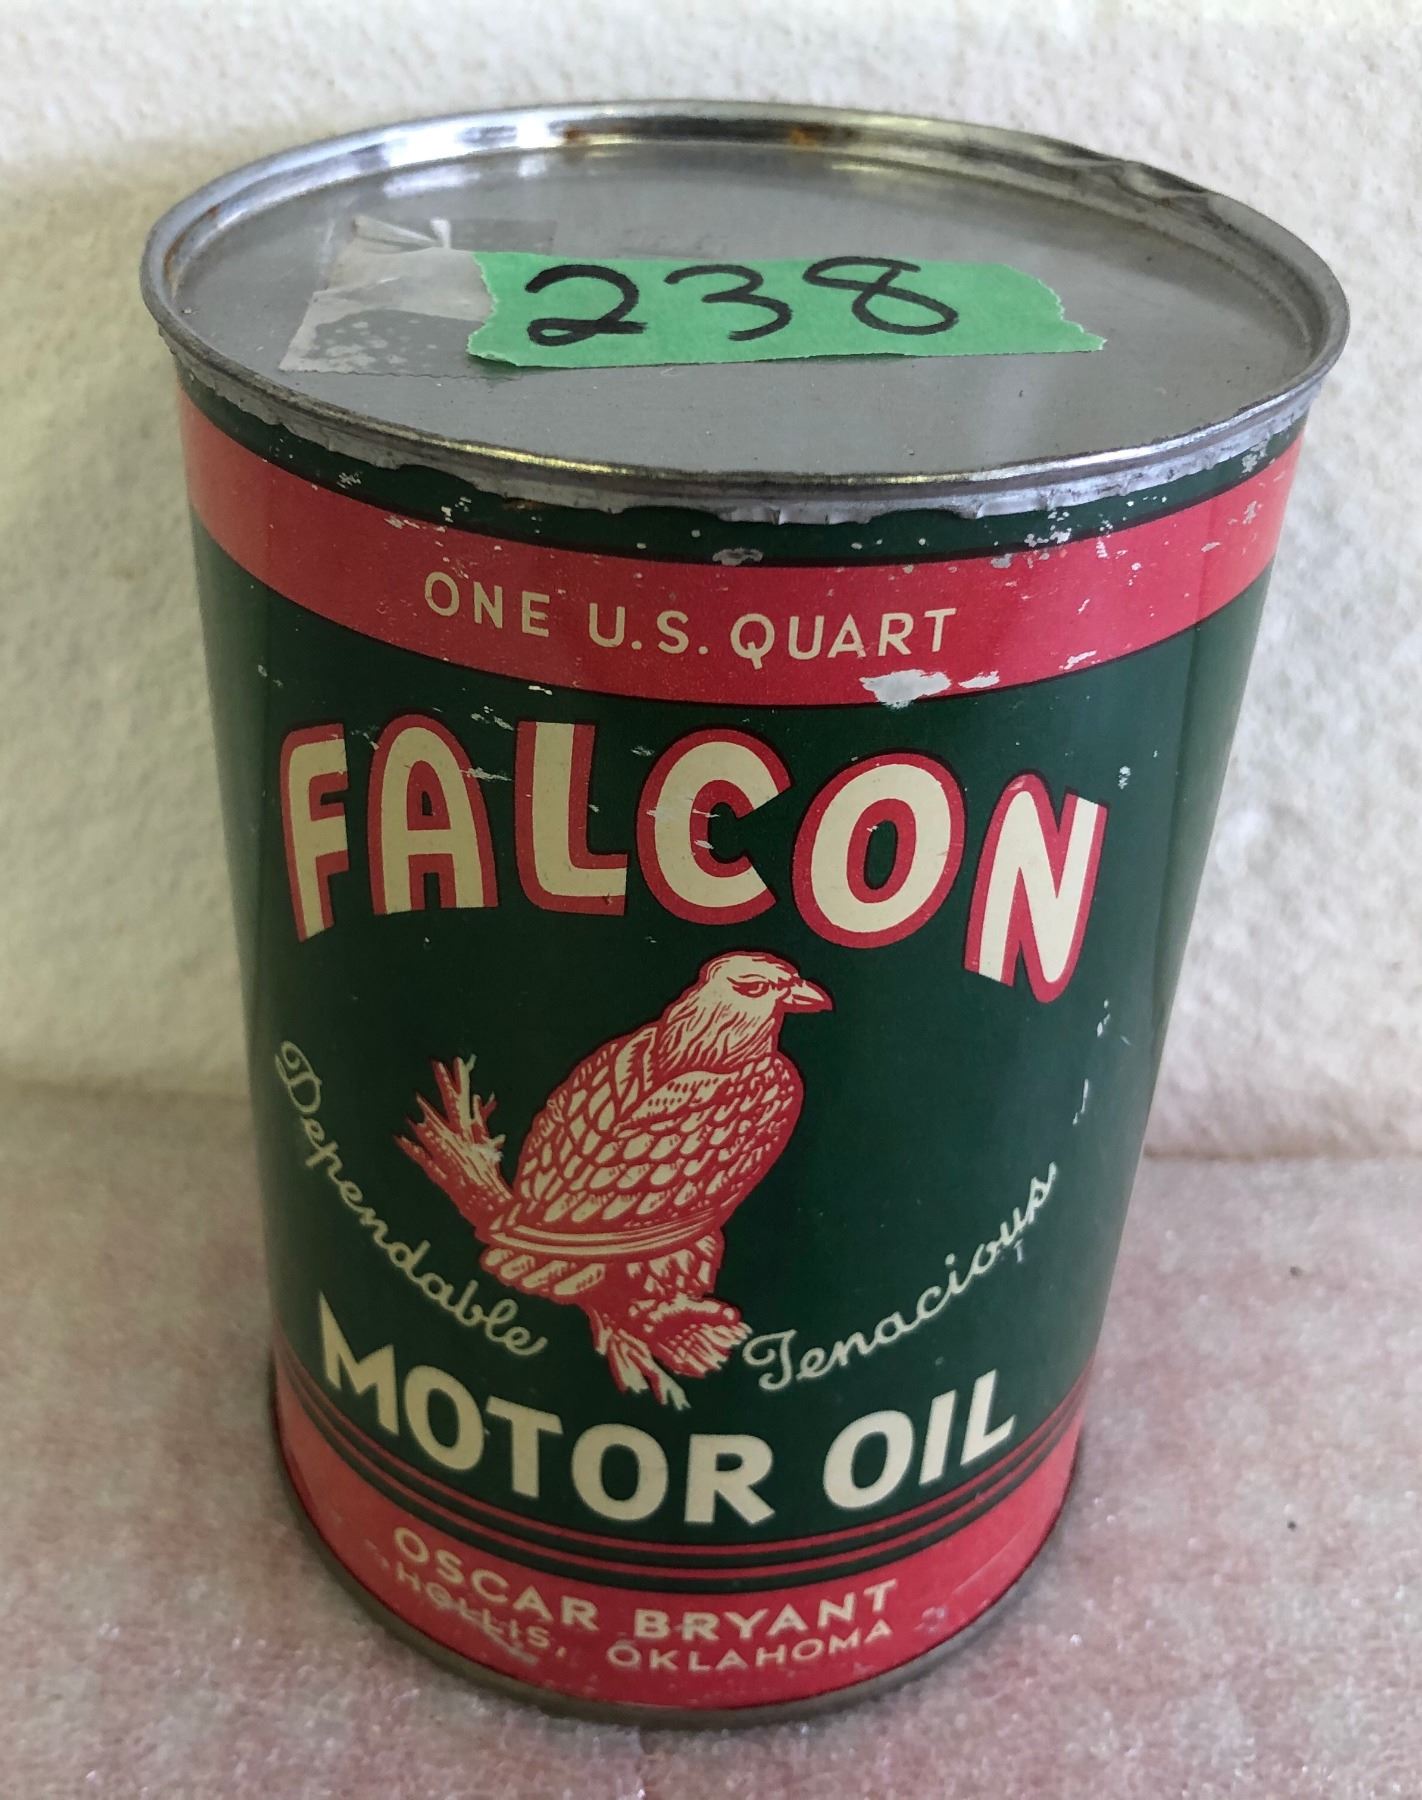 238
ONE U.S. QUART
FALCON
Dependable
Tenacious
MOTOR OIL
OSCAR BRYANT
HOLLIS, OKLAHOMA